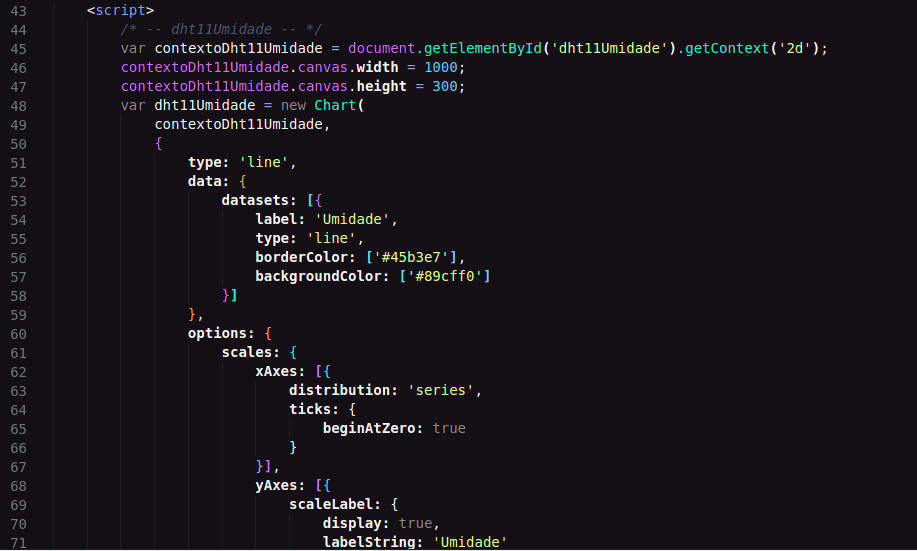 43 <script>
44 /* -- dht11Umidade -- */
45 var contextoDht11Umidade = document.getElementById('dht11Umidade').getContext('2d');
46 contextoDht11Umidade.canvas.width = 1000;
47 contextoDht11Umidade.canvas.height = 300;
48 var dht11Umidade = new Chart(
49 contextoDht11Umidade,
50 {
51 type: 'line',
52 data: {
53 datasets: [{
54 label: 'Umidade',
55 type: 'line',
56 borderColor: ['#45b3e7'],
57 backgroundColor: ['#89cff0']
58 }]
59 },
60 options: {
61 scales: {
62 xAxes: [{
63 distribution: 'series',
64 ticks: {
65 beginAtZero: true
66 }
67 }],
68 yAxes: [{
69 scaleLabel: {
70 display: true,
71 labelString: 'Umidade'